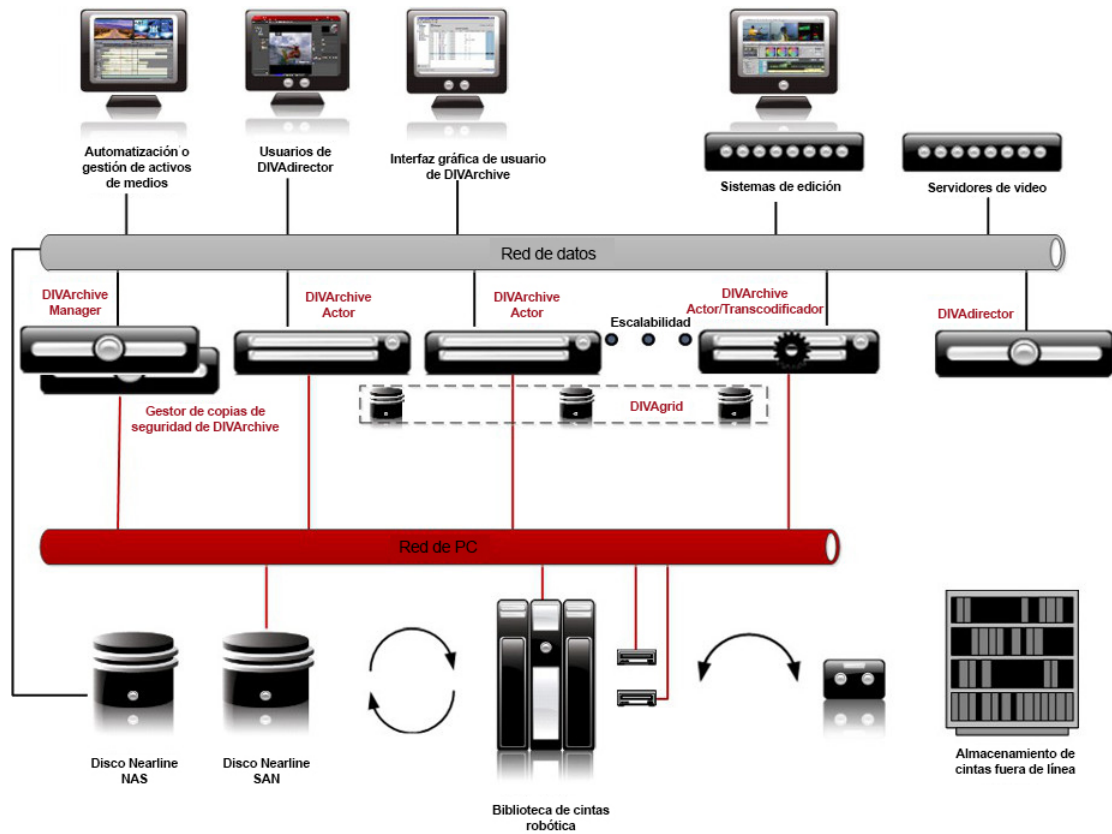 Automatización o
gestión de activos
de medios
Usuarios de
DIVAdirector
Interfaz gráfica de usuario
de DIVArchive
Sistemas de edición
Servidores de video
Red de datos
DIVArchive
Manager
DIVArchive
Actor
DIVArchive
Actor
Escalabilidad
DIVArchive
Actor/Transcodificador
DIVAdirector
Gestor de copias de
seguridad de DIVArchive
DIVAgrid
Red de PC
Disco Nearline
NAS
Disco Nearline
SAN
Biblioteca de cintas
robótica
Almacenamiento de
cintas fuera de línea